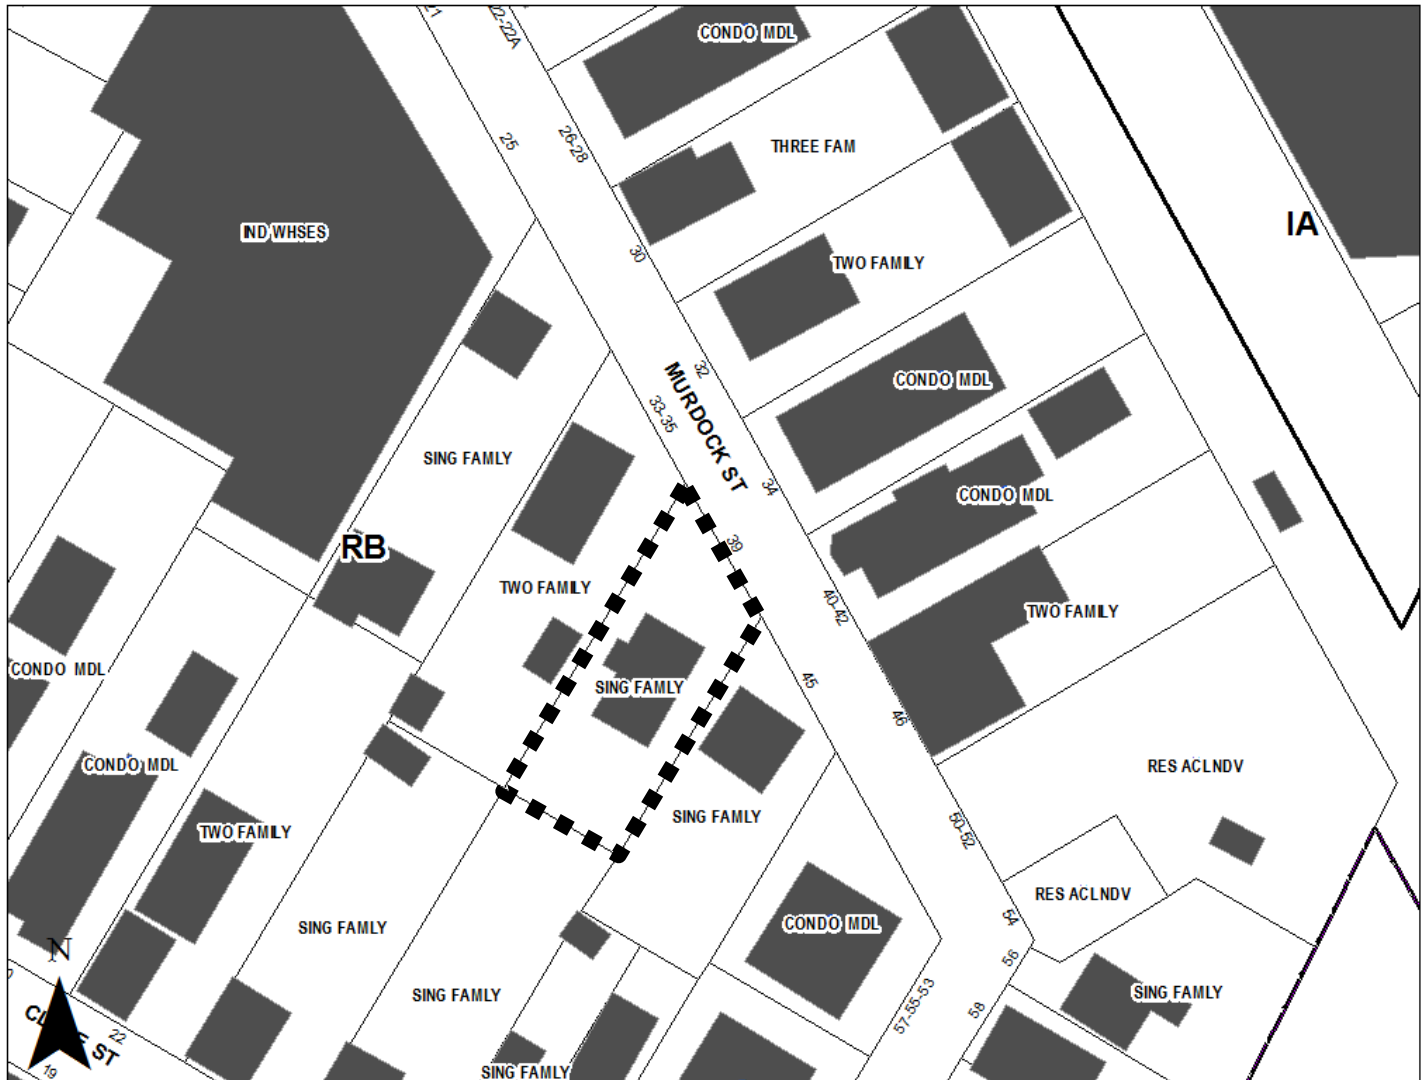 21
22-22A
CONDO MDL
25
26-28
THREE FAM
IND WHSES
IA
30
TWO FAMILY
32
MURDOCK ST
33-35
CONDO MDL
SING FAMLY
34
CONDO MDL
39
RB
TWO FAMILY
40-42
TWO FAMILY
CONDO MDL
SING FAMLY
45
46
CONDO MDL
RES ACLNDV
SING FAMLY
TWO FAMILY
50-52
RES ACLNDV
SING FAMLY
CONDO MDL
54
N
56
SING FAMLY
SING FAMLY
57-55-53
58
22
ST
19
SING FAMLY